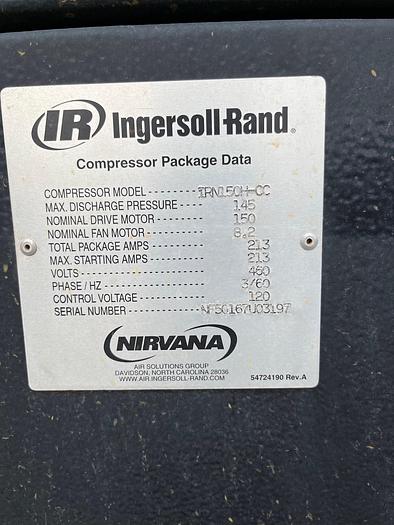 IR Ingersoll-Rand®
Compressor Package Data
COMPRESSOR MODEL ------------ IRN150H-CC
MAX. DISCHARGE PRESSURE ------ 145
NOMINAL DRIVE MOTOR ---------- 150
NOMINAL FAN MOTOR ------------ 8.2
TOTAL PACKAGE AMPS ----------- 213
MAX. STARTING AMPS ----------- 213
VOLTS ------------------------ 460
PHASE / HZ ------------------- 3/60
CONTROL VOLTAGE -------------- 120
SERIAL NUMBER ---------- NF50167U03197
NIRVANA
AIR SOLUTIONS GROUP
DAVIDSON, NORTH CAROLINA 28036
WWW.AIR.INGERSOLL-RAND.COM
54724190 Rev.A